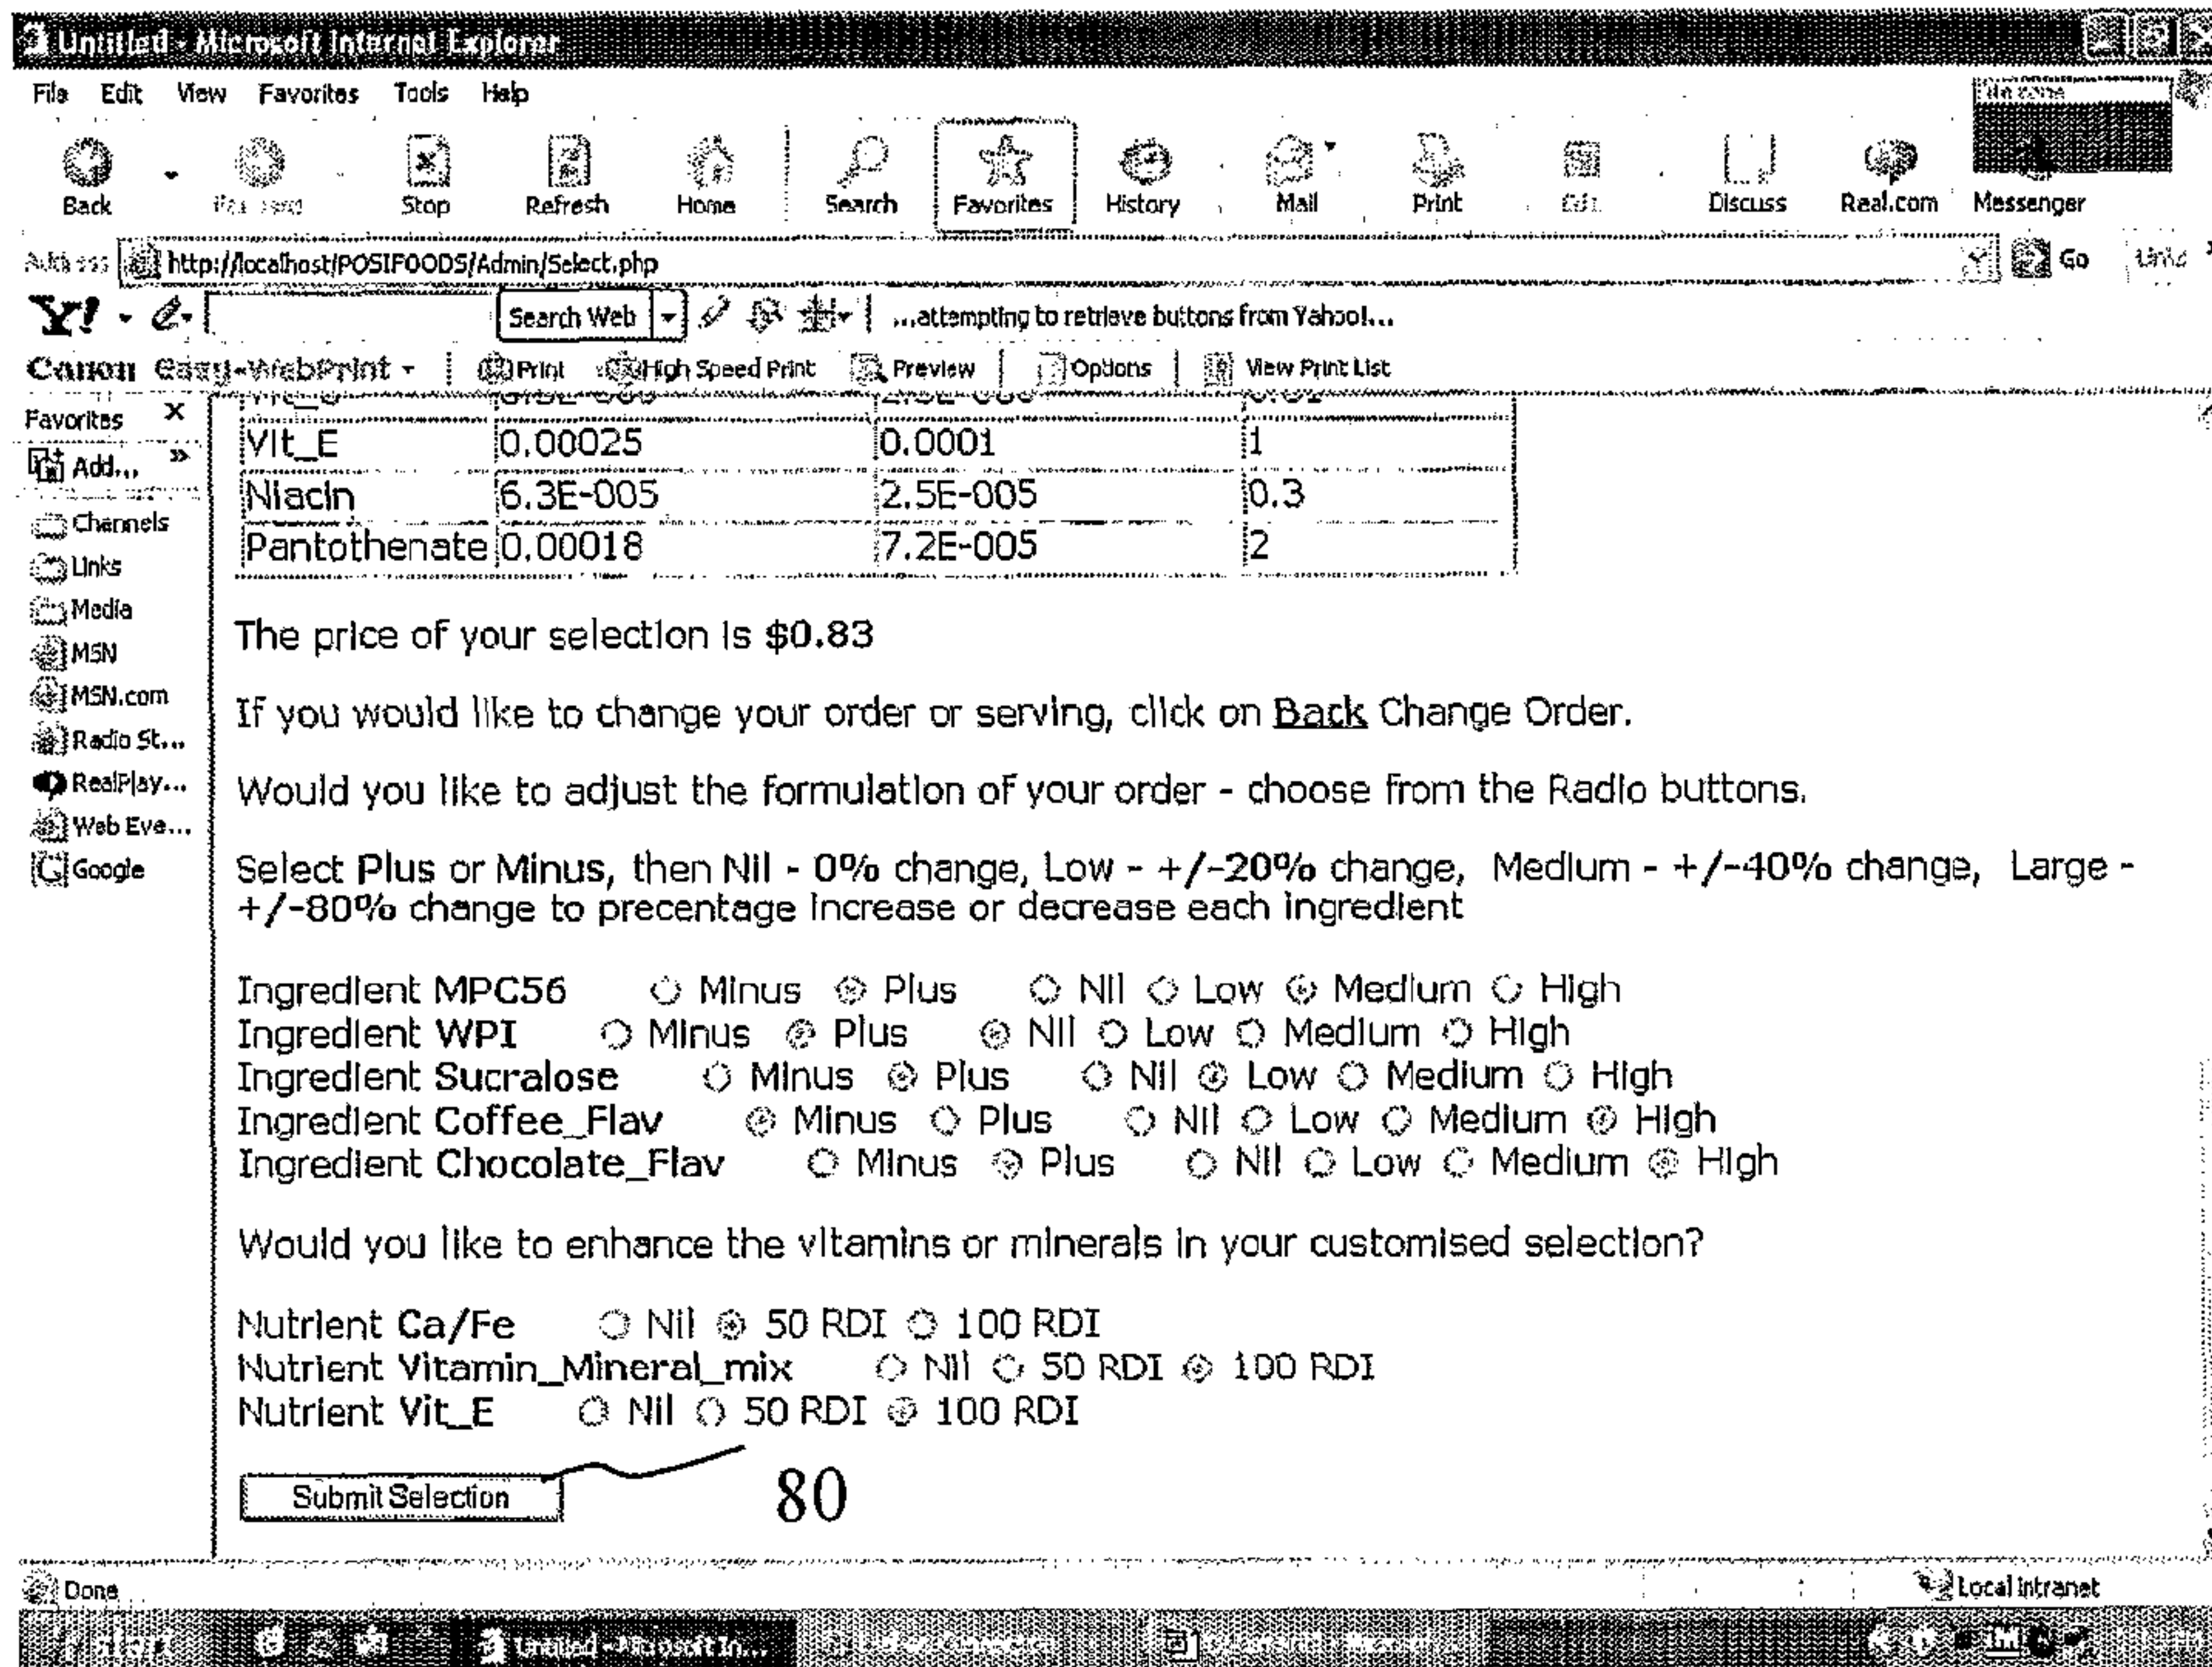 Untitled - Microsoft Internet Explorer
File Edit View Favorites Tools Help
Back Stop Refresh Home Search Favorites History Mail Print Edit Discuss Real.com Messenger
Address http://localhost/POSIFOODS/Admin/Select.php Go Links
Y! Search Web ...attempting to retrieve buttons from Yahoo!...
Canon easy-WebPrint Print High Speed Print Preview Options View Print List
Favorites
Add...
Channels
Links
Media
MSN
MSN.com
Radio St...
RealPlay...
Web Eve...
Google
Vit_E 0.00025 0.0001 1
Niacin 6.3E-005 2.5E-005 0.3
Pantothenate 0.00018 7.2E-005 2
The price of your selection is $0.83
If you would like to change your order or serving, click on Back Change Order.
Would you like to adjust the formulation of your order - choose from the Radio buttons.
Select Plus or Minus, then Nil - 0% change, Low - +/-20% change, Medium - +/-40% change, Large -
+/-80% change to precentage increase or decrease each ingredient
Ingredient MPC56 Minus Plus Nil Low Medium High
Ingredient WPI Minus Plus Nil Low Medium High
Ingredient Sucralose Minus Plus Nil Low Medium High
Ingredient Coffee_Flav Minus Plus Nil Low Medium High
Ingredient Chocolate_Flav Minus Plus Nil Low Medium High
Would you like to enhance the vitamins or minerals in your customised selection?
Nutrient Ca/Fe Nil 50 RDI 100 RDI
Nutrient Vitamin_Mineral_mix Nil 50 RDI 100 RDI
Nutrient Vit_E Nil 50 RDI 100 RDI
Submit Selection
80
Done
Local intranet
start Untitled - Microsoft In...